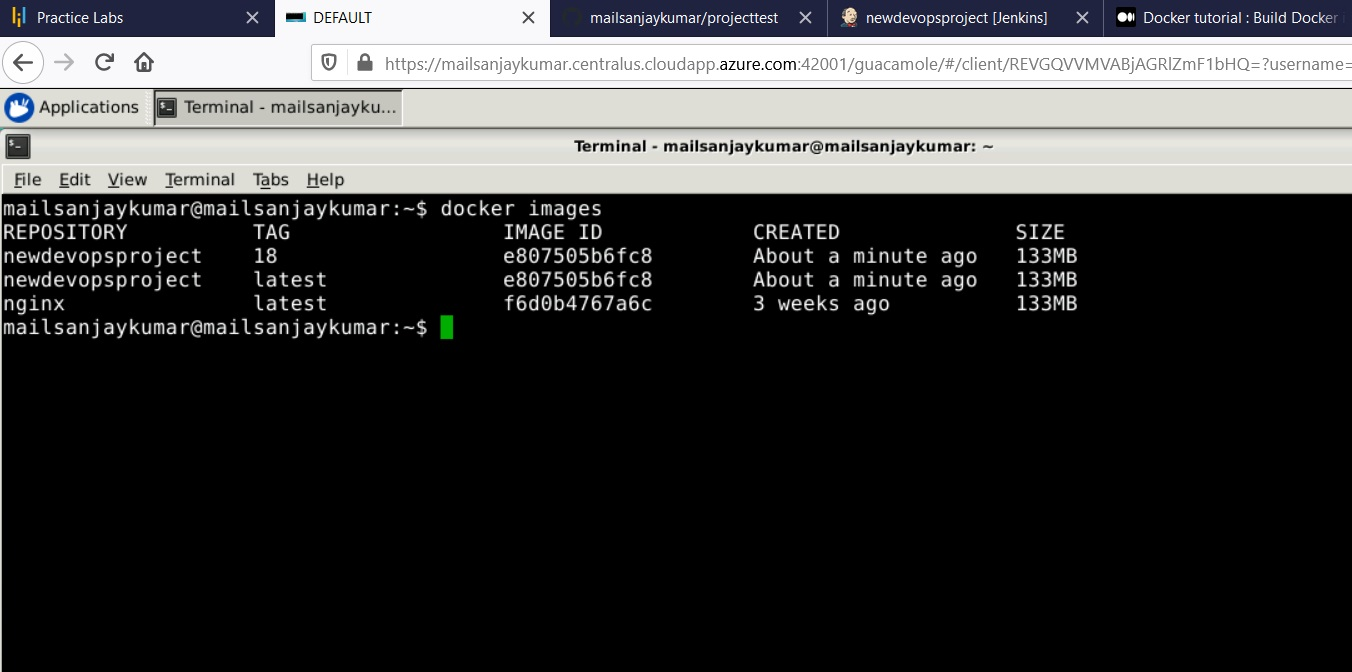 Practice Labs DEFAULT mailsanjaykumar/projecttest newdevopsproject [Jenkins] Docker tutorial : Build Docker
https://mailsanjaykumar.centralus.cloudapp.azure.com:42001/guacamole/#/client/REVGQVVMVABjAGRlZmF1bHQ=?username=
Applications Terminal - mailsanjayku...
Terminal - mailsanjaykumar@mailsanjaykumar: ~
File Edit View Terminal Tabs Help
mailsanjaykumar@mailsanjaykumar:~$ docker images
REPOSITORY TAG IMAGE ID CREATED SIZE
newdevopsproject 18 e807505b6fc8 About a minute ago 133MB
newdevopsproject latest e807505b6fc8 About a minute ago 133MB
nginx latest f6d0b4767a6c 3 weeks ago 133MB
mailsanjaykumar@mailsanjaykumar:~$